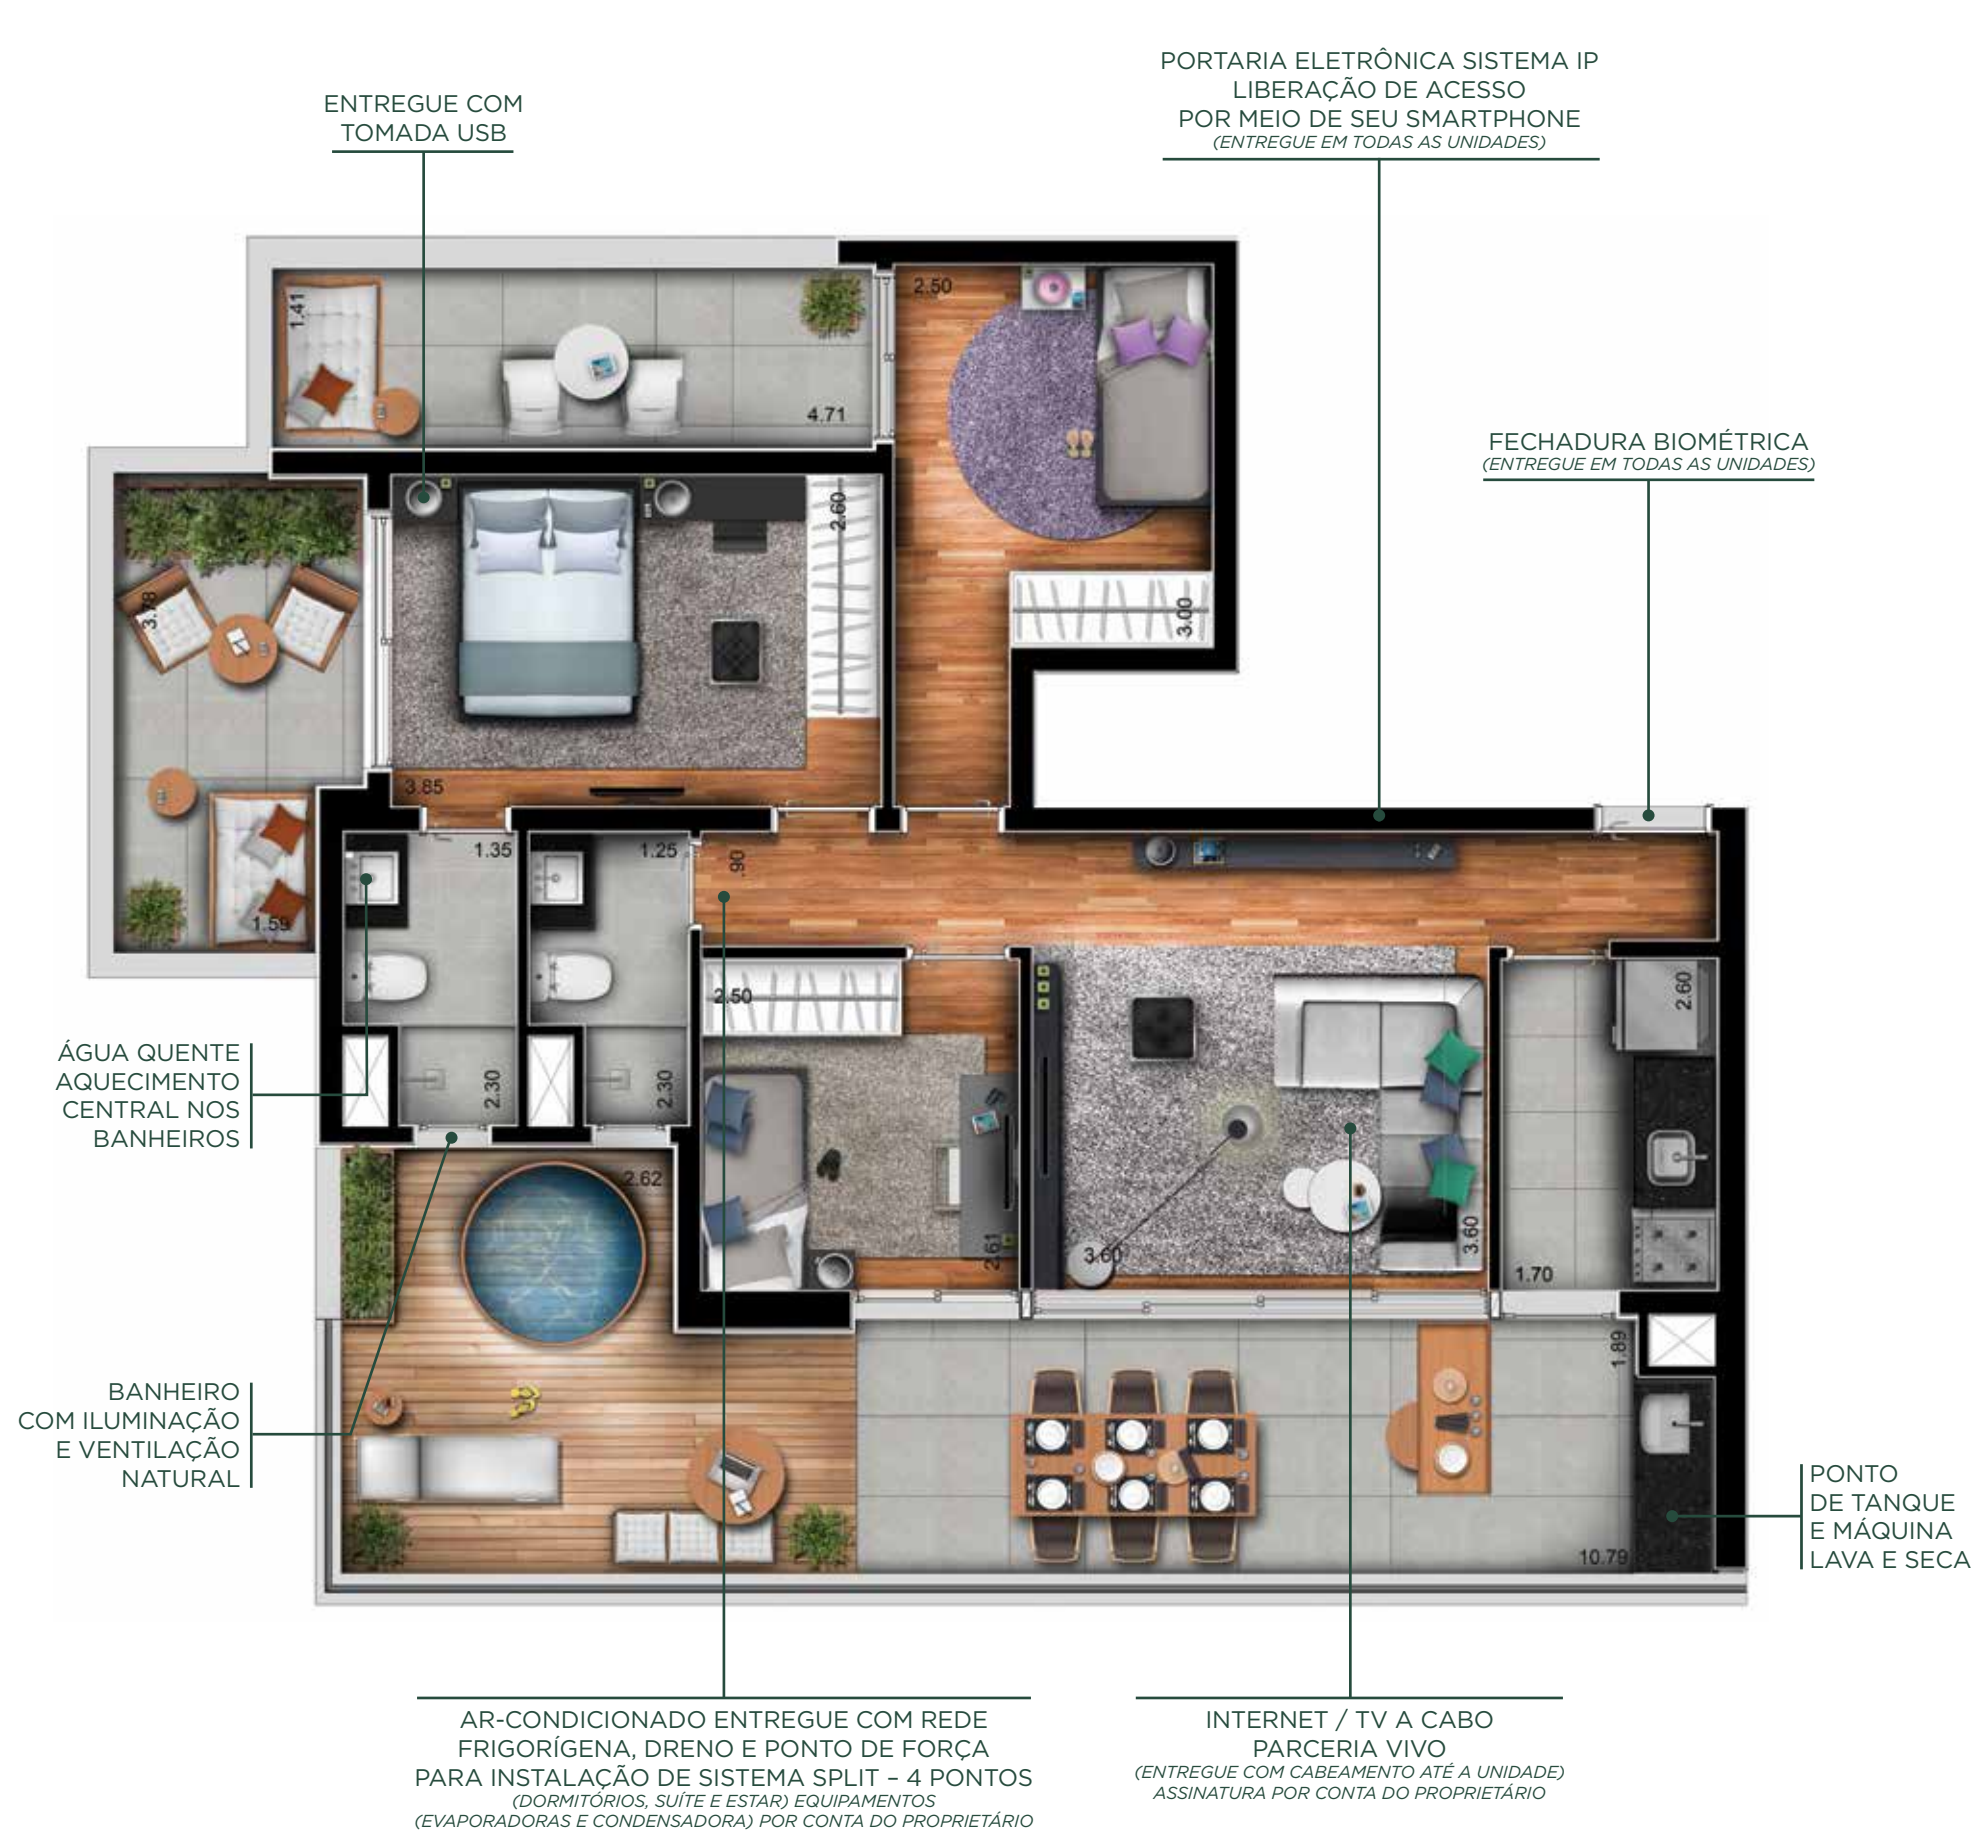 PORTARIA ELETRÔNICA SISTEMA IP
LIBERAÇÃO DE ACESSO
POR MEIO DE SEU SMARTPHONE
(ENTREGUE EM TODAS AS UNIDADES)
ENTREGUE COM
TOMADA USB
FECHADURA BIOMÉTRICA
(ENTREGUE EM TODAS AS UNIDADES)
2.50
1.41
4.71
2.60
3.78
3.00
3.85
1.35
1.25
.90
1.59
2.50
2.60
ÁGUA QUENTE
AQUECIMENTO
CENTRAL NOS
BANHEIROS
2.30
2.30
2.62
2.61
3.60
3.60
1.70
1.89
BANHEIRO
COM ILUMINAÇÃO
E VENTILAÇÃO
NATURAL
10.79
PONTO
DE TANQUE
E MÁQUINA
LAVA E SECA
AR-CONDICIONADO ENTREGUE COM REDE
FRIGORÍGENA, DRENO E PONTO DE FORÇA
PARA INSTALAÇÃO DE SISTEMA SPLIT – 4 PONTOS
(DORMITÓRIOS, SUÍTE E ESTAR) EQUIPAMENTOS
(EVAPORADORAS E CONDENSADORA) POR CONTA DO PROPRIETÁRIO
INTERNET / TV A CABO
PARCERIA VIVO
(ENTREGUE COM CABEAMENTO ATÉ A UNIDADE)
ASSINATURA POR CONTA DO PROPRIETÁRIO